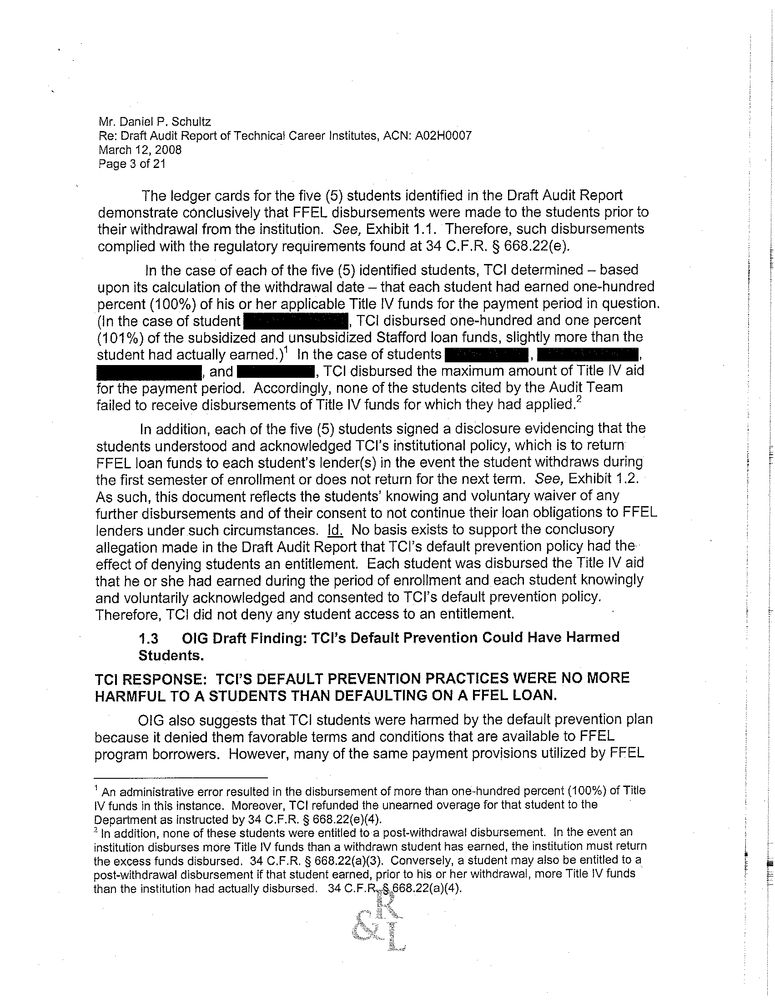 Mr. Daniel P. Schultz
Re: Draft Audit Report of Technical Career Institutes, ACN: A02H0007
March 12, 2008
Page 3 of 21
The ledger cards for the five (5) students identified in the Draft Audit Report
demonstrate conclusively that FFEL disbursements were made to the students prior to
their withdrawal from the institution. See, Exhibit 1.1. Therefore, such disbursements
complied with the regulatory requirements found at 34 C.F.R. § 668.22(e).
In the case of each of the five (5) identified students, TCI determined – based
upon its calculation of the withdrawal date – that each student had earned one-hundred
percent (100%) of his or her applicable Title IV funds for the payment period in question.
(In the case of student , TCI disbursed one-hundred and one percent
(101%) of the subsidized and unsubsidized Stafford loan funds, slightly more than the
student had actually earned.)1 In the case of students , ,
, and , TCI disbursed the maximum amount of Title IV aid
for the payment period. Accordingly, none of the students cited by the Audit Team
failed to receive disbursements of Title IV funds for which they had applied.2
In addition, each of the five (5) students signed a disclosure evidencing that the
students understood and acknowledged TCI's institutional policy, which is to return
FFEL loan funds to each student's lender(s) in the event the student withdraws during
the first semester of enrollment or does not return for the next term. See, Exhibit 1.2.
As such, this document reflects the students' knowing and voluntary waiver of any
further disbursements and of their consent to not continue their loan obligations to FFEL
lenders under such circumstances. Id. No basis exists to support the conclusory
allegation made in the Draft Audit Report that TCI's default prevention policy had the
effect of denying students an entitlement. Each student was disbursed the Title IV aid
that he or she had earned during the period of enrollment and each student knowingly
and voluntarily acknowledged and consented to TCI's default prevention policy.
Therefore, TCI did not deny any student access to an entitlement.
1.3 OIG Draft Finding: TCI's Default Prevention Could Have Harmed
Students.
TCI RESPONSE: TCI'S DEFAULT PREVENTION PRACTICES WERE NO MORE
HARMFUL TO A STUDENTS THAN DEFAULTING ON A FFEL LOAN.
OIG also suggests that TCI students were harmed by the default prevention plan
because it denied them favorable terms and conditions that are available to FFEL
program borrowers. However, many of the same payment provisions utilized by FFEL
1 An administrative error resulted in the disbursement of more than one-hundred percent (100%) of Title
IV funds in this instance. Moreover, TCI refunded the unearned overage for that student to the
Department as instructed by 34 C.F.R. § 668.22(e)(4).
2 In addition, none of these students were entitled to a post-withdrawal disbursement. In the event an
institution disburses more Title IV funds than a withdrawn student has earned, the institution must return
the excess funds disbursed. 34 C.F.R. § 668.22(a)(3). Conversely, a student may also be entitled to a
post-withdrawal disbursement if that student earned, prior to his or her withdrawal, more Title IV funds
than the institution had actually disbursed. 34 C.F.R. § 668.22(a)(4).
R
& L